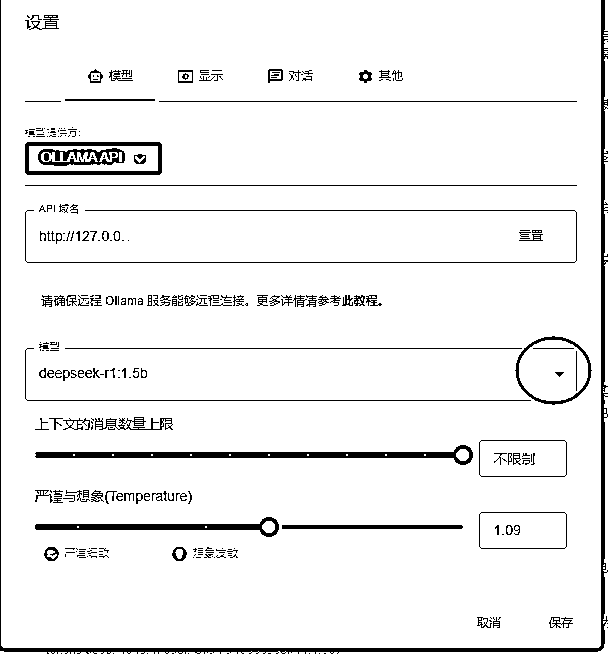 设置
模型 显示 对话 其他
模型提供方:
OLLAMA API
API 域名
http://127.0.0..
重置
请确保远程 Ollama 服务能够远程连接。更多详情请参考此教程。
模型
deepseek-r1:1.5b
上下文的消息数量上限
不限制
严谨与想象(Temperature)
1.09
严谨细致 想象发散
取消 保存